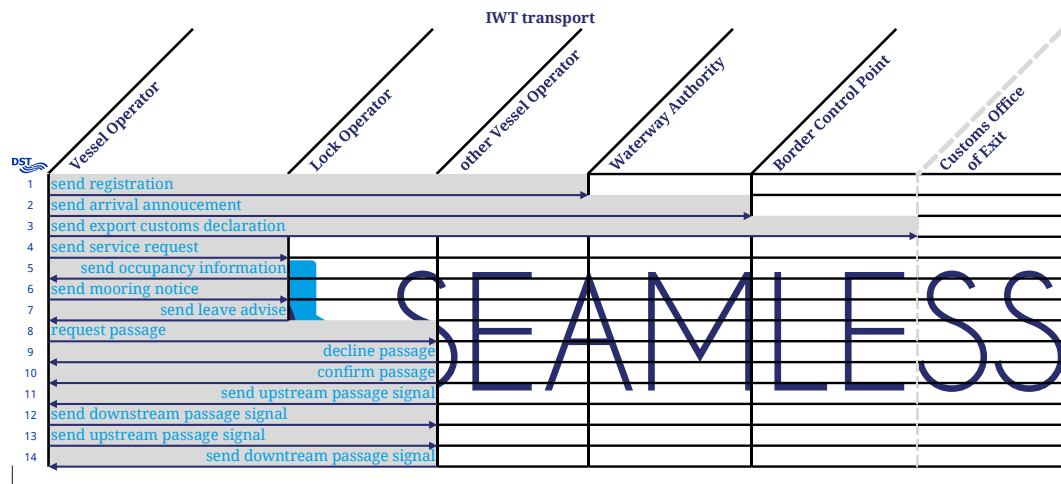 IWT transport
Vessel Operator
Lock Operator
other Vessel Operator
Waterway Authority
Border Control Point
Customs Office
of Exit
DST
1 send registration
2 send arrival annoucement
3 send export customs declaration
4 send service request
5 send occupancy information
6 send mooring notice
7 send leave advise
8 request passage
9 decline passage
10 confirm passage
11 send upstream passage signal
12 send downstream passage signal
13 send upstream passage signal
14 send downtream passage signal
SEAMLESS